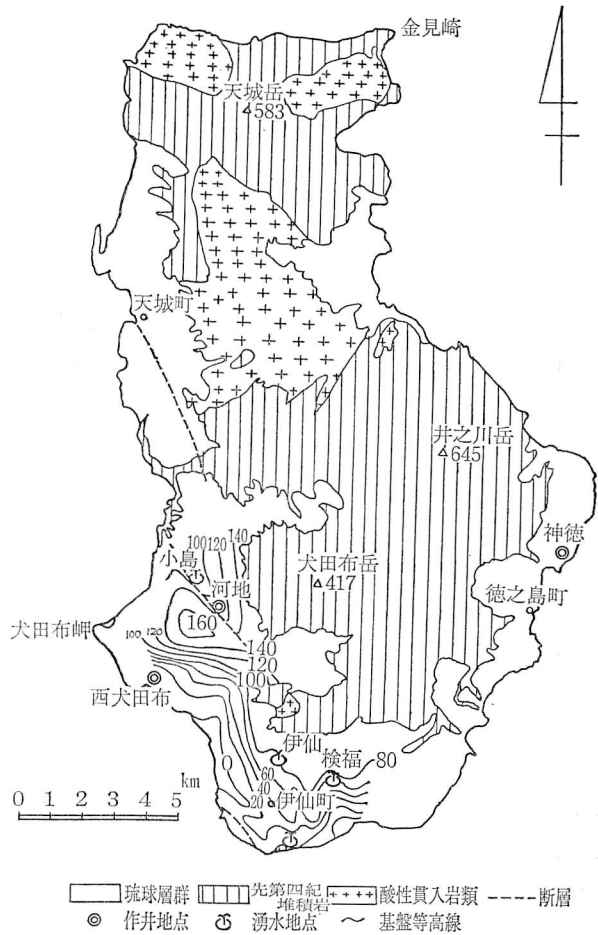 金見崎
天城岳
583
天城町
井之川岳
645
神徳
100 120 140
小島
犬田布岳
417
河地
徳之島町
160
犬田布岬
100 120
140
120
100
西犬田布
伊仙
検福
80
0
60
40
20
伊仙町
km
0 1 2 3 4 5
琉球層群 先第四紀堆積岩 酸性貫入岩類 断層
作井地点 湧水地点 基盤等高線